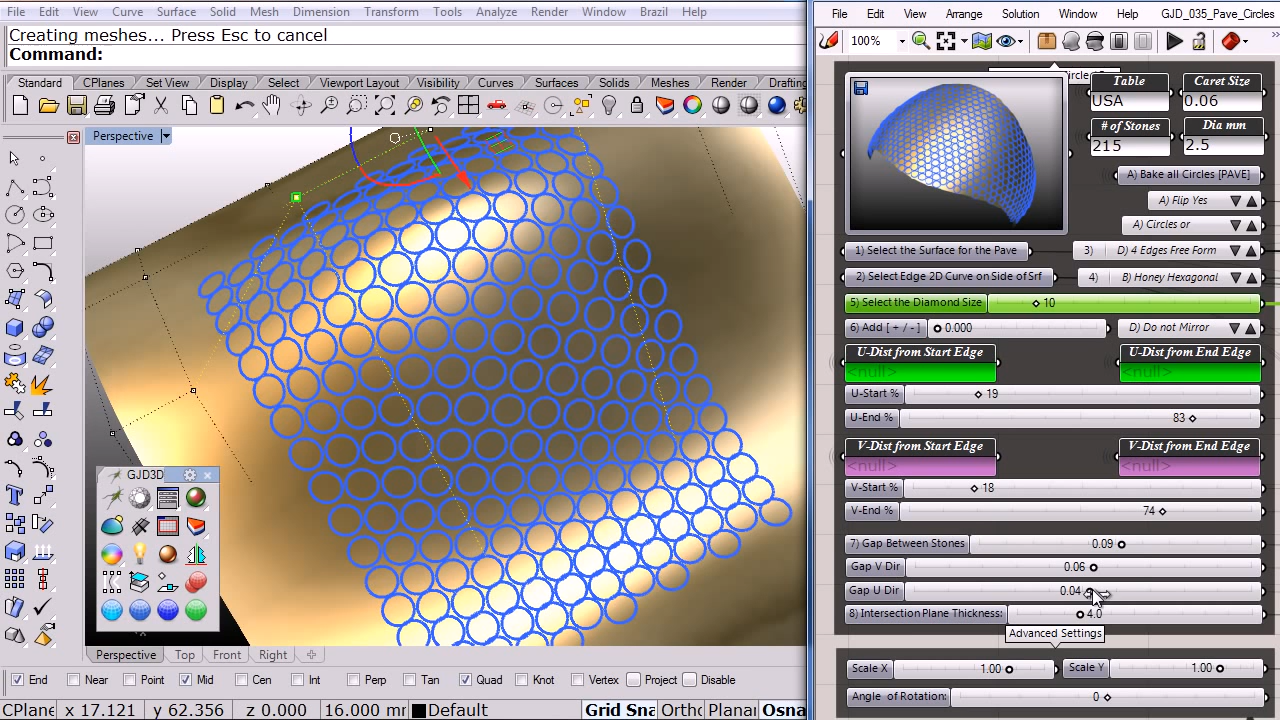 File Edit View Curve Surface Solid Mesh Dimension Transform Tools Analyze Render Window Brazil Help
Creating meshes... Press Esc to cancel
Command:
Standard CPlanes Set View Display Select Viewport Layout Visibility Curves Surfaces Solids Meshes Render Drafting
Perspective
GJD3D
Perspective Top Front Right
End Near Point Mid Cen Int Perp Tan Quad Knot Vertex Project Disable
CPlane x 17.121 y 62.356 z 0.000 16.000 mr Default Grid Sna Ortho Planar Osna
File Edit View Arrange Solution Window Help GJD_035_Pave_Circles
100%
Table
USA
Caret Size
0.06
# of Stones
215
Dia mm
2.5
A) Bake all Circles [PAVE]
A) Flip Yes
A) Circles or
1) Select the Surface for the Pave
3) D) 4 Edges Free Form
2) Select Edge 2D Curve on Side of Srf
4) B) Honey Hexagonal
5) Select the Diamond Size 10
6) Add [ + / - ] 0.000 D) Do not Mirror
U-Dist from Start Edge U-Dist from End Edge
<null> <null>
U-Start % 19
U-End % 83
V-Dist from Start Edge V-Dist from End Edge
<null> <null>
V-Start % 18
V-End % 74
7) Gap Between Stones 0.09
Gap V Dir 0.06
Gap U Dir 0.04
8) Intersection Plane Thickness: 4.0
Advanced Settings
Scale X 1.00 Scale Y 1.00
Angle of Rotation: 0